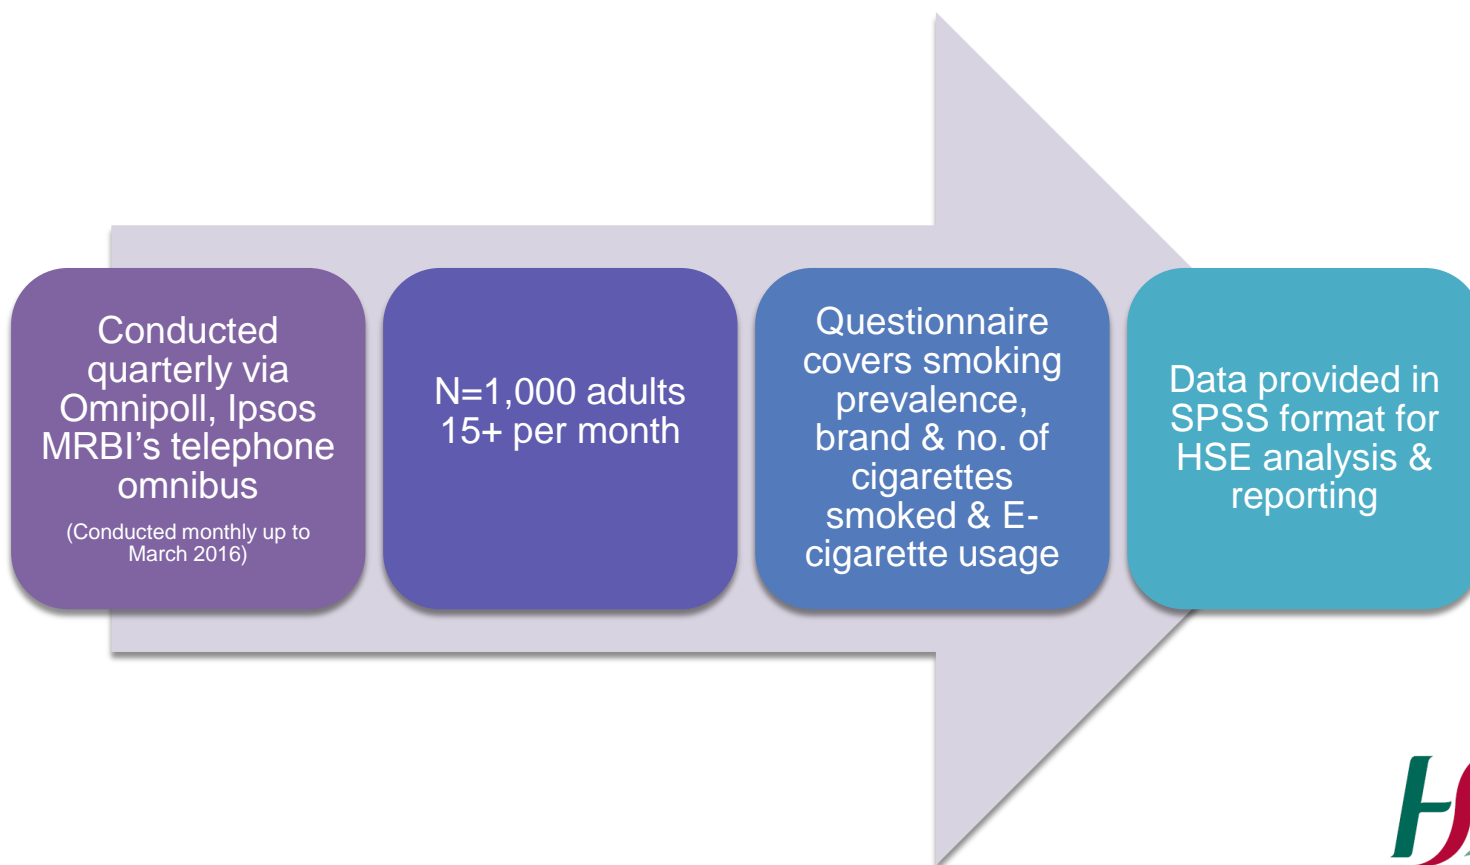 Conducted
quarterly via
Omnipoll, Ipsos
MRBI's telephone
omnibus
(Conducted monthly up to
March 2016)
N=1,000 adults
15+ per month
Questionnaire
covers smoking
prevalence,
brand & no. of
cigarettes
smoked & E-
cigarette usage
Data provided in
SPSS format for
HSE analysis &
reporting